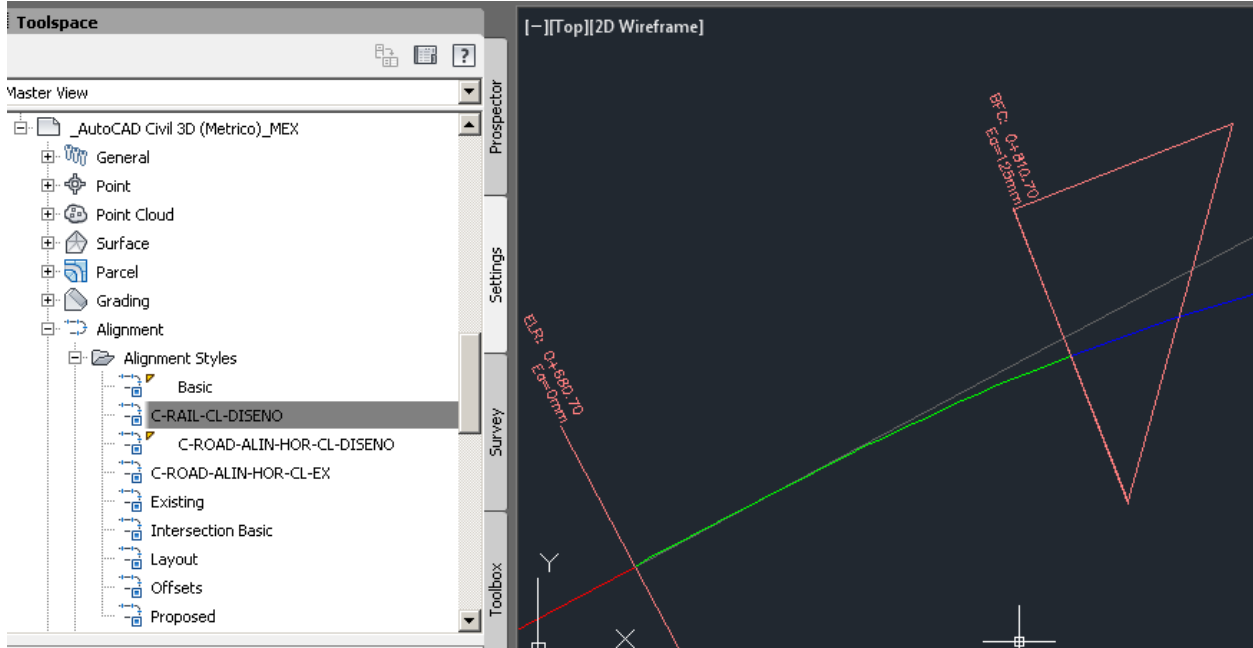 Toolspace
?
Master View
_AutoCAD Civil 3D (Metrico)_MEX
General
Point
Point Cloud
Surface
Parcel
Grading
Alignment
Alignment Styles
Basic
C-RAIL-CL-DISENO
C-ROAD-ALIN-HOR-CL-DISENO
C-ROAD-ALIN-HOR-CL-EX
Existing
Intersection Basic
Layout
Offsets
Proposed
Prospector
Settings
Survey
Toolbox
[−][Top][2D Wireframe]
BFC: 0+810.70
Ea=125mm
ELR: 0+680.70
Ea=0mm
Y
X